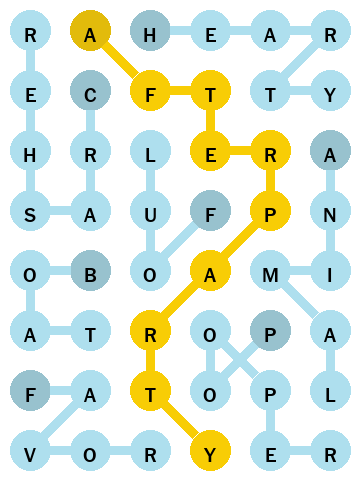 R A H E A R
E C F T T Y
H R L E R A
S A U F P N
O B O A M I
A T R O P A
F A T O P L
V O R Y E R